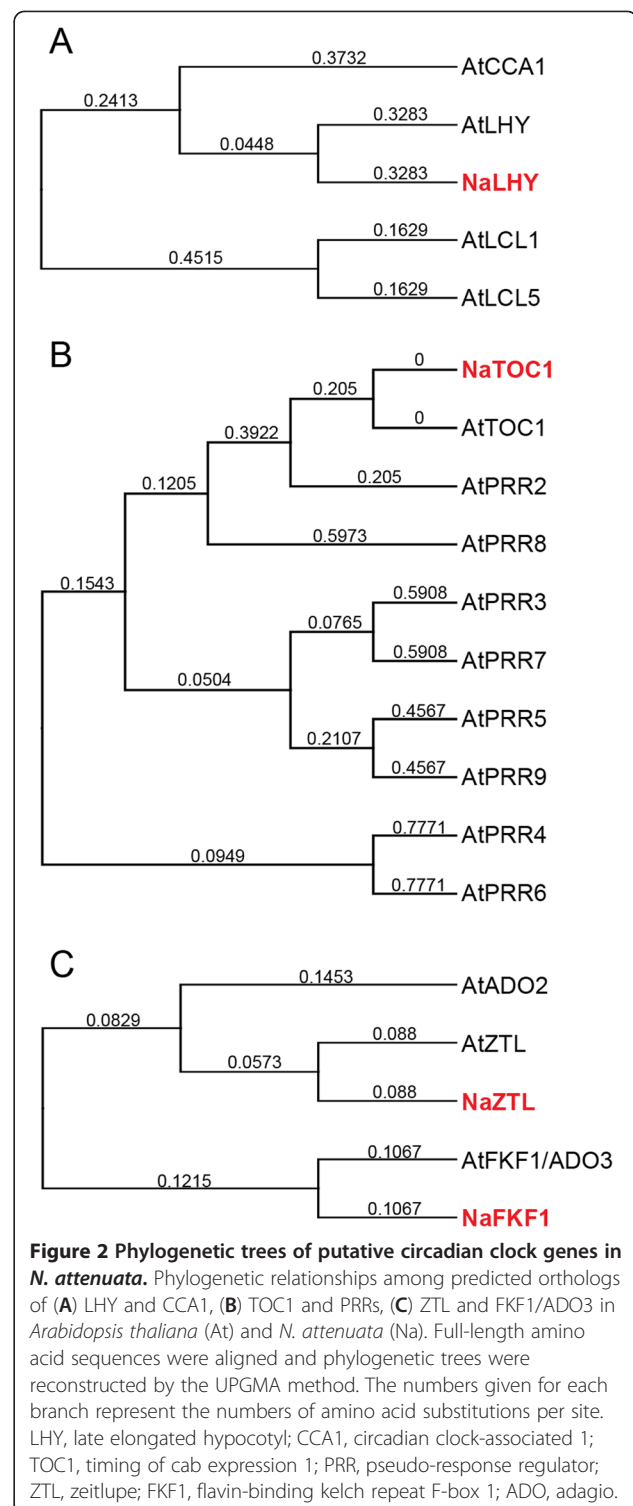 A
0.3732
AtCCA1
0.2413
0.3283
AtLHY
0.0448
0.3283
NaLHY
0.1629
AtLCL1
0.4515
0.1629
AtLCL5
B
0
NaTOC1
0.205
0
AtTOC1
0.3922
0.205
AtPRR2
0.1205
0.5973
AtPRR8
0.1543
0.5908
AtPRR3
0.0765
0.5908
AtPRR7
0.0504
0.4567
AtPRR5
0.2107
0.4567
AtPRR9
0.7771
AtPRR4
0.0949
0.7771
AtPRR6
C
0.1453
AtADO2
0.0829
0.088
AtZTL
0.0573
0.088
NaZTL
0.1067
AtFKF1/ADO3
0.1215
0.1067
NaFKF1
Figure 2 Phylogenetic trees of putative circadian clock genes in
N. attenuata. Phylogenetic relationships among predicted orthologs
of (A) LHY and CCA1, (B) TOC1 and PRRs, (C) ZTL and FKF1/ADO3 in
Arabidopsis thaliana (At) and N. attenuata (Na). Full-length amino
acid sequences were aligned and phylogenetic trees were
reconstructed by the UPGMA method. The numbers given for each
branch represent the numbers of amino acid substitutions per site.
LHY, late elongated hypocotyl; CCA1, circadian clock-associated 1;
TOC1, timing of cab expression 1; PRR, pseudo-response regulator;
ZTL, zeitlupe; FKF1, flavin-binding kelch repeat F-box 1; ADO, adagio.